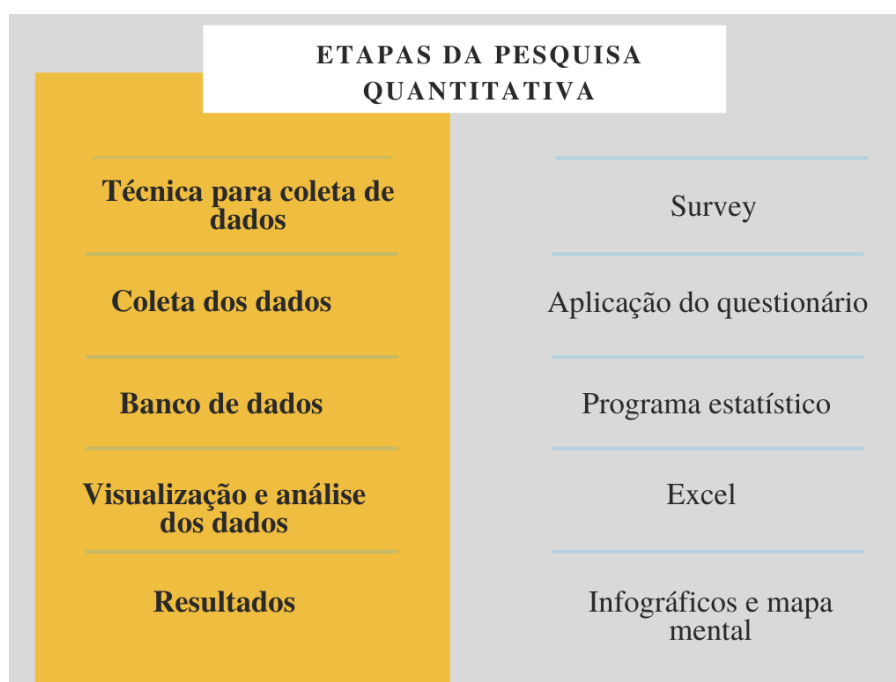 ETAPAS DA PESQUISA
QUANTITATIVA
Técnica para coleta de
dados
Survey
Coleta dos dados
Aplicação do questionário
Banco de dados
Programa estatístico
Visualização e análise
dos dados
Excel
Resultados
Infográficos e mapa
mental